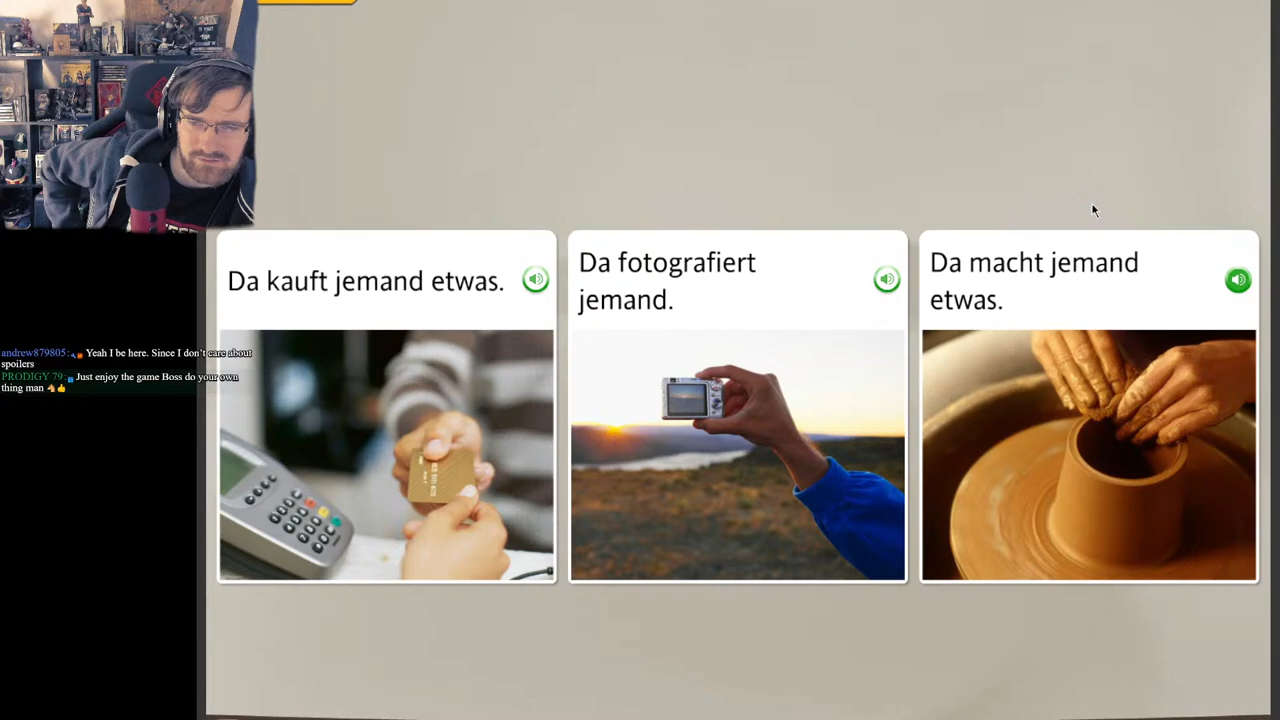 Da kauft jemand etwas.
Da fotografiert
jemand.
Da macht jemand
etwas.
andrew879805: Yeah I be here. Since I don't care about
spoilers
PRODIGY 79: Just enjoy the game Boss do your own
thing man